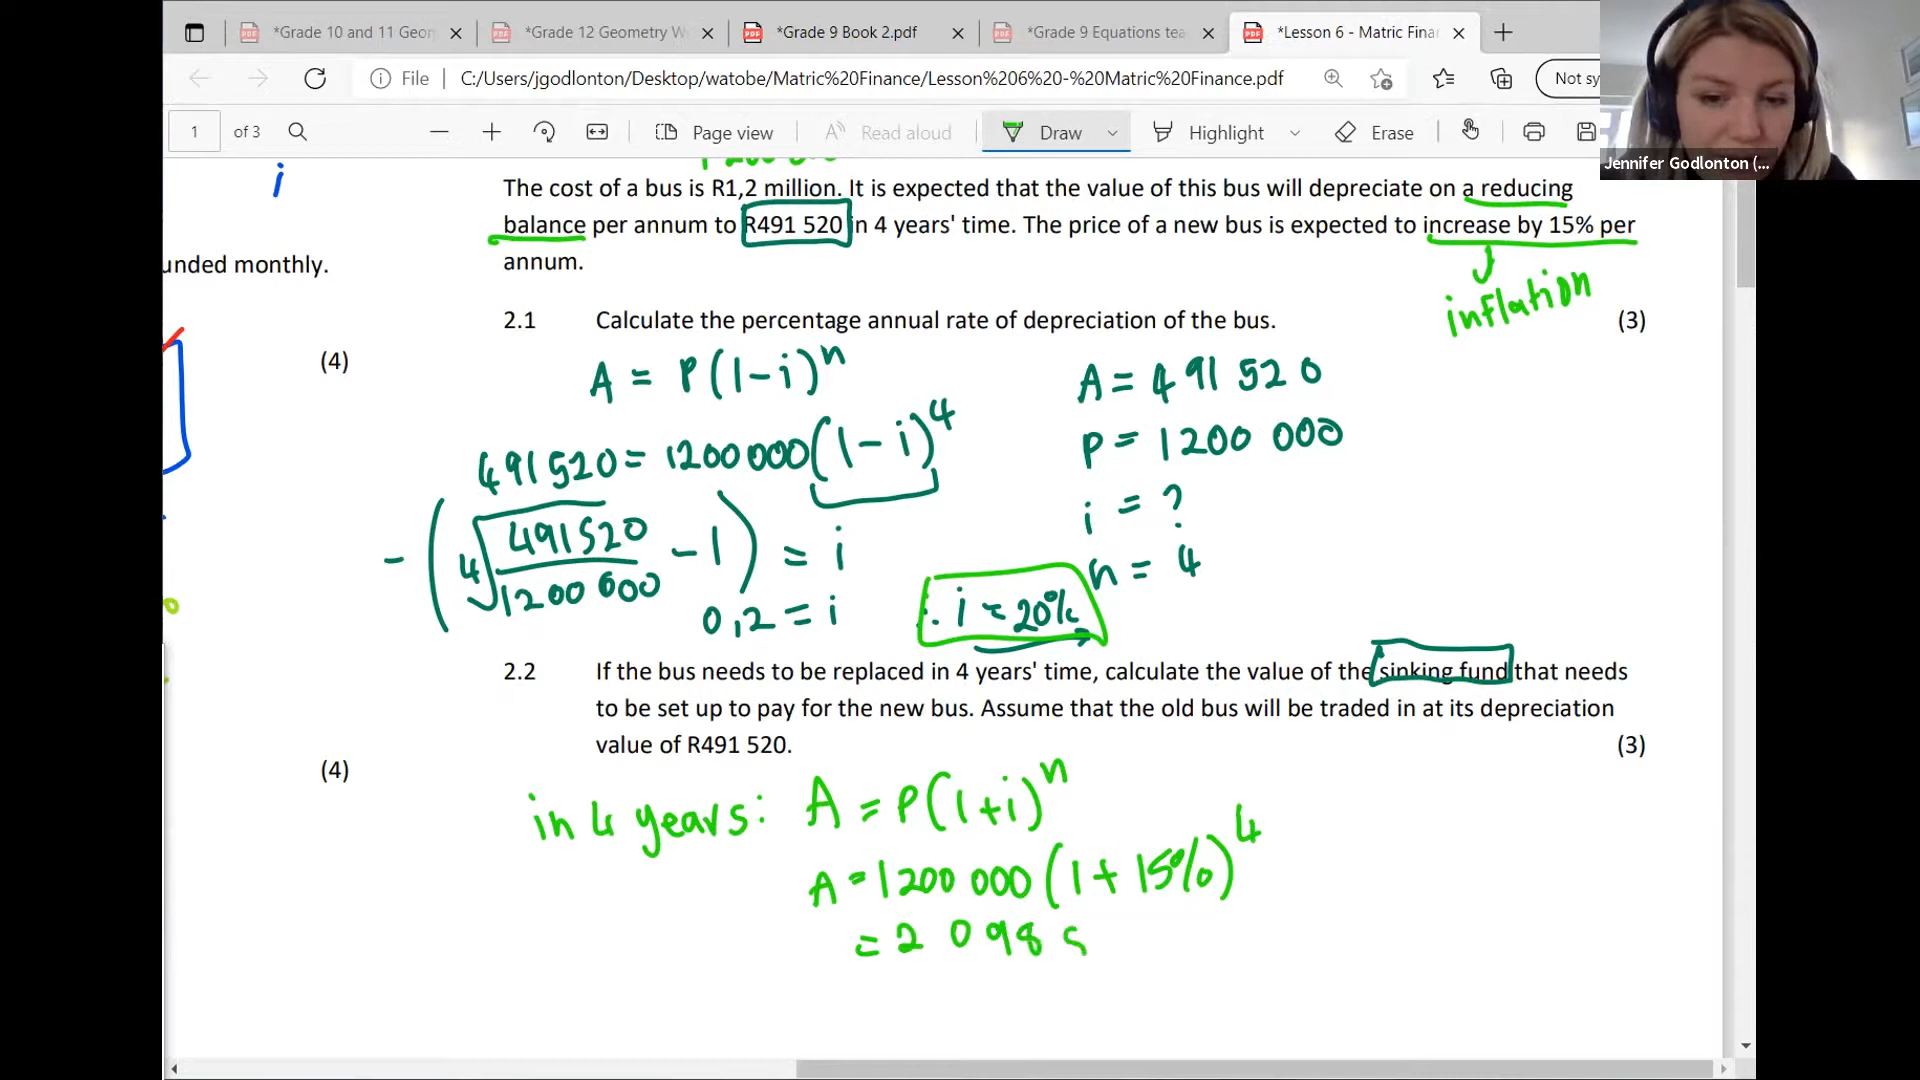 *Grade 10 and 11 Geor
*Grade 12 Geometry W
*Grade 9 Book 2.pdf
*Grade 9 Equations tea
*Lesson 6 - Matric Finan
File
C:/Users/jgodlonton/Desktop/watobe/Matric%20Finance/Lesson%206%20-%20Matric%20Finance.pdf
Not sy
1 of 3
Page view
Read aloud
Draw
Highlight
Erase
Jennifer Godlonton (...
i
unded monthly.
(4)
(4)
The cost of a bus is R1,2 million. It is expected that the value of this bus will depreciate on a reducing
balance per annum to R491 520 in 4 years' time. The price of a new bus is expected to increase by 15% per
annum.
inflation
2.1 Calculate the percentage annual rate of depreciation of the bus. (3)
A = P(1-i)^n
491 520 = 1200 000(1-i)^4
-(⁴√(491520/1200 000) - 1) = i
0,2 = i
∴ i = 20%
A = 491 520
P = 1200 000
i = ?
n = 4
2.2 If the bus needs to be replaced in 4 years' time, calculate the value of the sinking fund that needs
to be set up to pay for the new bus. Assume that the old bus will be traded in at its depreciation
value of R491 520. (3)
in 4 years: A = P(1+i)^n
A = 1200 000 (1+ 15%)^4
= 2 098